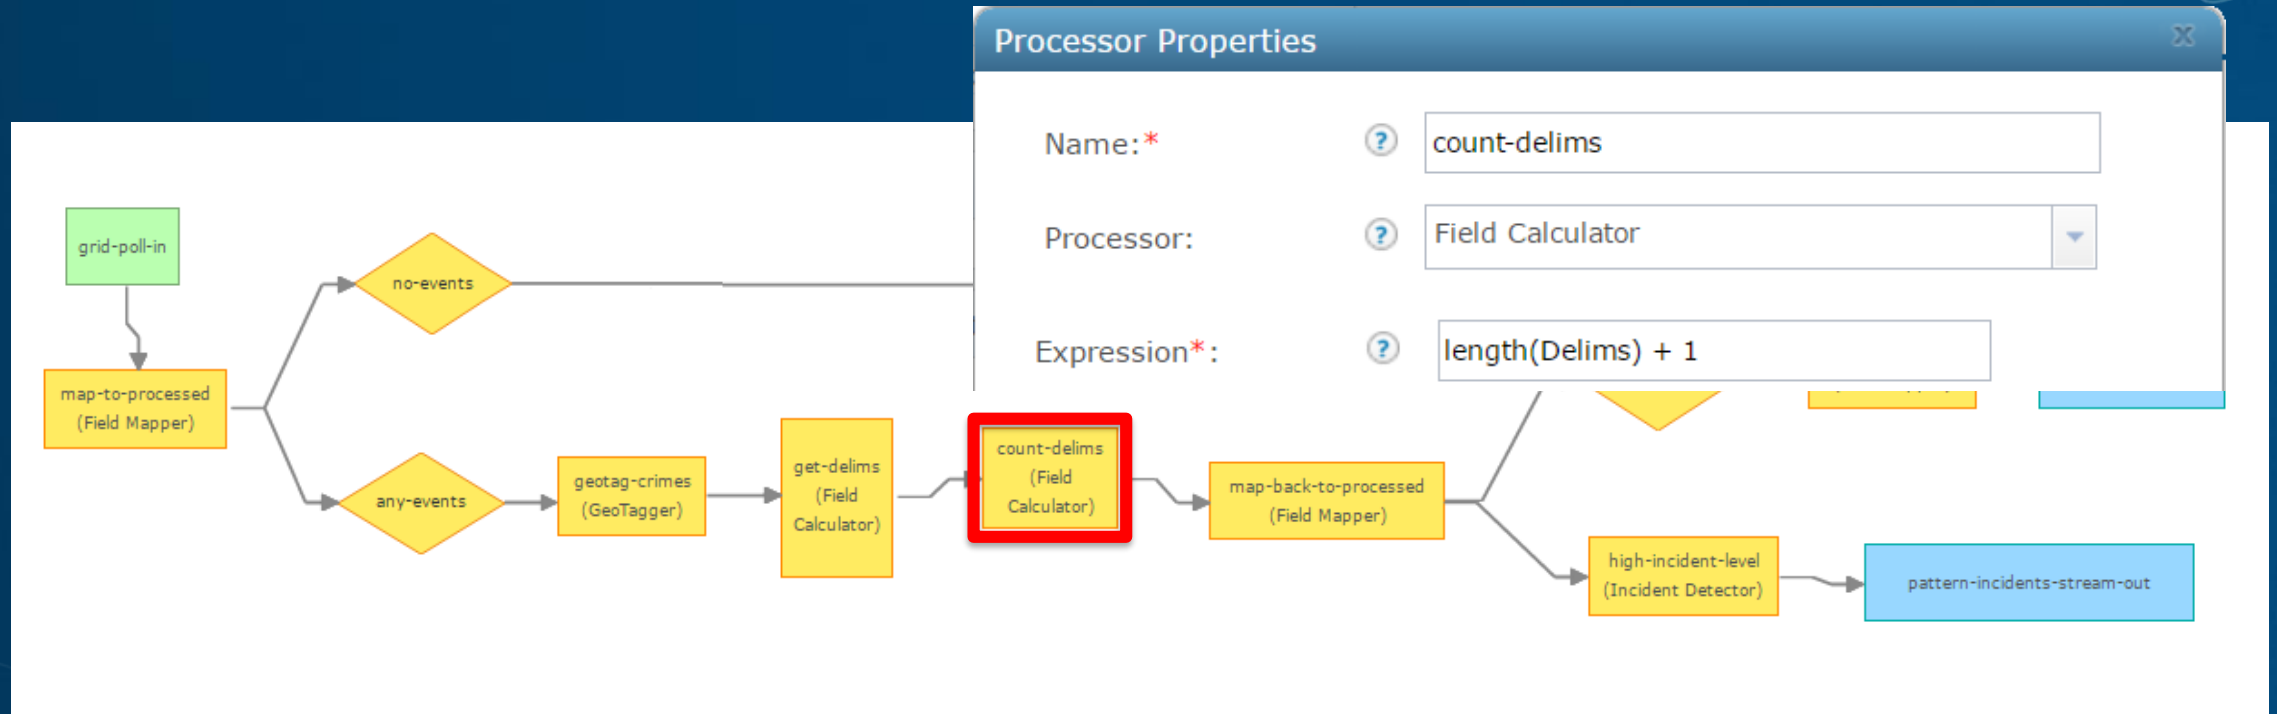 Processor Properties
x
Name:*
?
count-delims
Processor:
?
Field Calculator
Expression*:
?
length(Delims) + 1
grid-poll-in
no-events
map-to-processed
(Field Mapper)
any-events
geotag-crimes
(GeoTagger)
get-delims
(Field
Calculator)
count-delims
(Field
Calculator)
map-back-to-processed
(Field Mapper)
high-incident-level
(Incident Detector)
pattern-incidents-stream-out